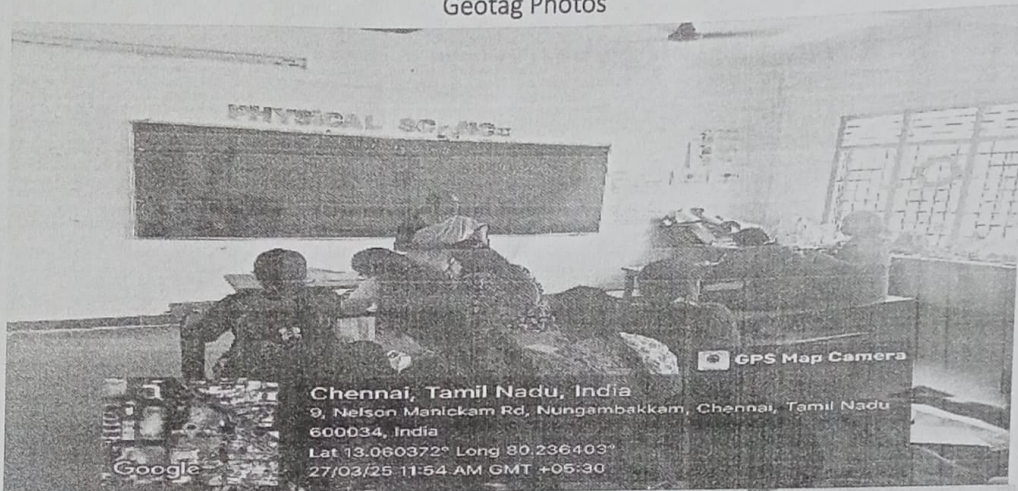 Geotag Photos
PHYSICAL
GPS Map Camera
Chennai, Tamil Nadu, India
9, Nelson Manickam Rd, Nungambakkam, Chennai, Tamil Nadu
600034, India
Lat 13.060372° Long 80.236403°
27/03/25 11:54 AM GMT +05:30
Google